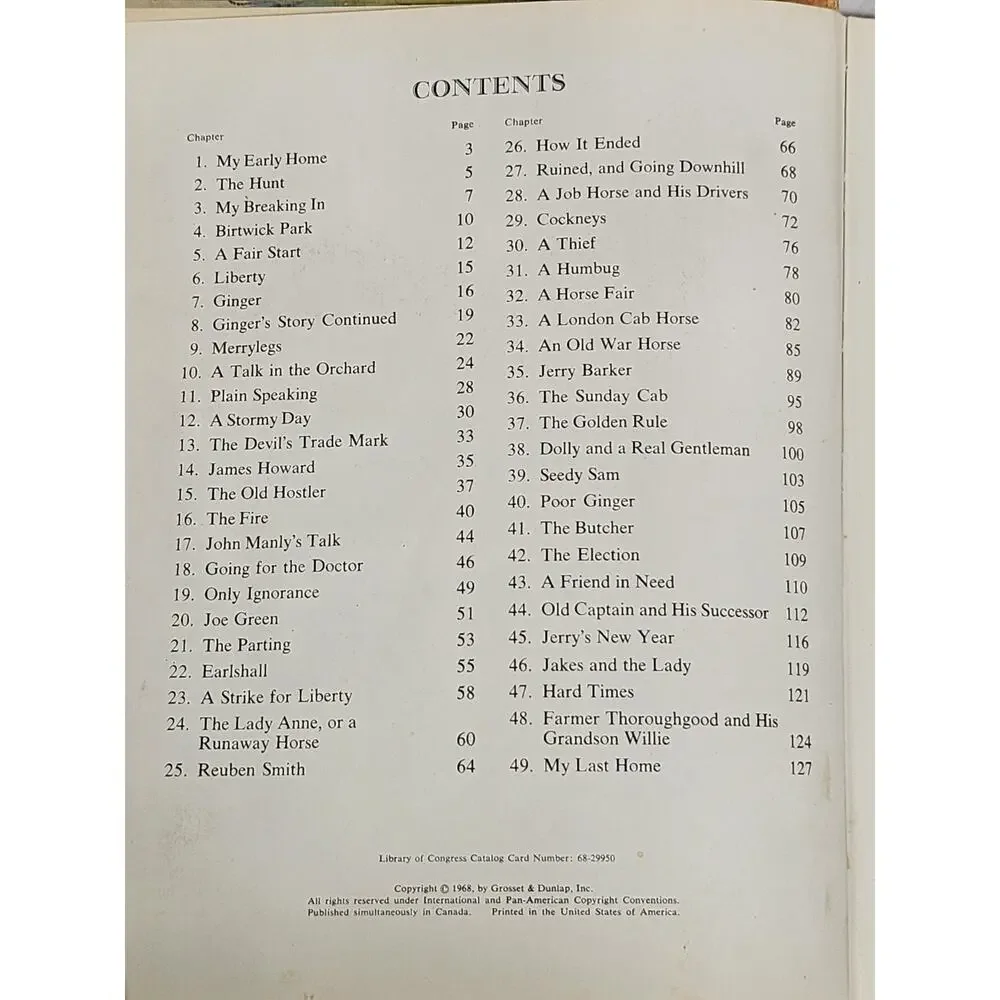 CONTENTS
Chapter Page
1. My Early Home 3
2. The Hunt 5
3. My Breaking In 7
4. Birtwick Park 10
5. A Fair Start 12
6. Liberty 15
7. Ginger 16
8. Ginger's Story Continued 19
9. Merrylegs 22
10. A Talk in the Orchard 24
11. Plain Speaking 28
12. A Stormy Day 30
13. The Devil's Trade Mark 33
14. James Howard 35
15. The Old Hostler 37
16. The Fire 40
17. John Manly's Talk 44
18. Going for the Doctor 46
19. Only Ignorance 49
20. Joe Green 51
21. The Parting 53
22. Earlshall 55
23. A Strike for Liberty 58
24. The Lady Anne, or a
Runaway Horse 60
25. Reuben Smith 64
Chapter Page
26. How It Ended 66
27. Ruined, and Going Downhill 68
28. A Job Horse and His Drivers 70
29. Cockneys 72
30. A Thief 76
31. A Humbug 78
32. A Horse Fair 80
33. A London Cab Horse 82
34. An Old War Horse 85
35. Jerry Barker 89
36. The Sunday Cab 95
37. The Golden Rule 98
38. Dolly and a Real Gentleman 100
39. Seedy Sam 103
40. Poor Ginger 105
41. The Butcher 107
42. The Election 109
43. A Friend in Need 110
44. Old Captain and His Successor 112
45. Jerry's New Year 116
46. Jakes and the Lady 119
47. Hard Times 121
48. Farmer Thoroughgood and His
Grandson Willie 124
49. My Last Home 127
Library of Congress Catalog Card Number: 68-29950
Copyright © 1968, by Grosset & Dunlap, Inc.
All rights reserved under International and Pan-American Copyright Conventions.
Published simultaneously in Canada. Printed in the United States of America.